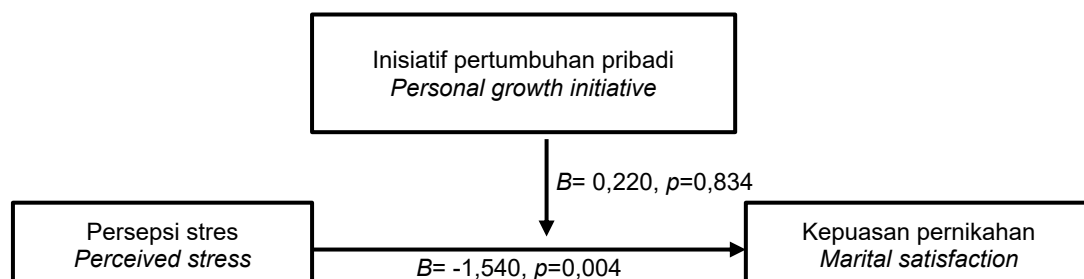 Inisiatif pertumbuhan pribadi
Personal growth initiative
B= 0,220, p=0,834
Persepsi stres
Perceived stress
B= -1,540, p=0,004
Kepuasan pernikahan
Marital satisfaction